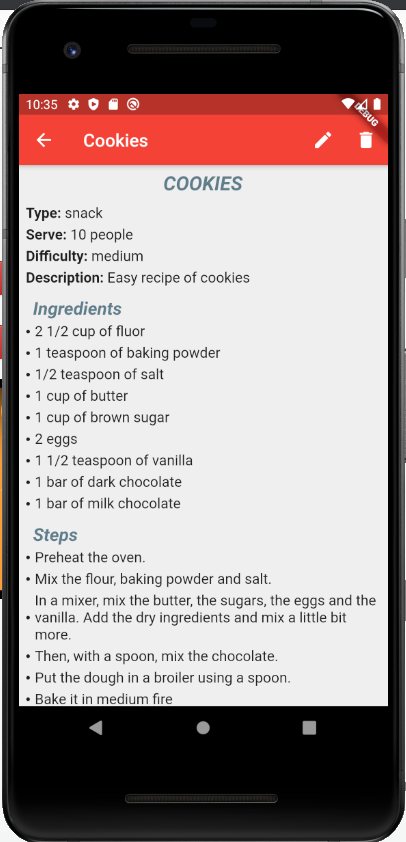 10:35
DEBUG
Cookies
COOKIES
Type: snack
Serve: 10 people
Difficulty: medium
Description: Easy recipe of cookies
Ingredients
• 2 1/2 cup of fluor
• 1 teaspoon of baking powder
• 1/2 teaspoon of salt
• 1 cup of butter
• 1 cup of brown sugar
• 2 eggs
• 1 1/2 teaspoon of vanilla
• 1 bar of dark chocolate
• 1 bar of milk chocolate
Steps
• Preheat the oven.
• Mix the flour, baking powder and salt.
In a mixer, mix the butter, the sugars, the eggs and the
• vanilla. Add the dry ingredients and mix a little bit
more.
• Then, with a spoon, mix the chocolate.
• Put the dough in a broiler using a spoon.
• Bake it in medium fire